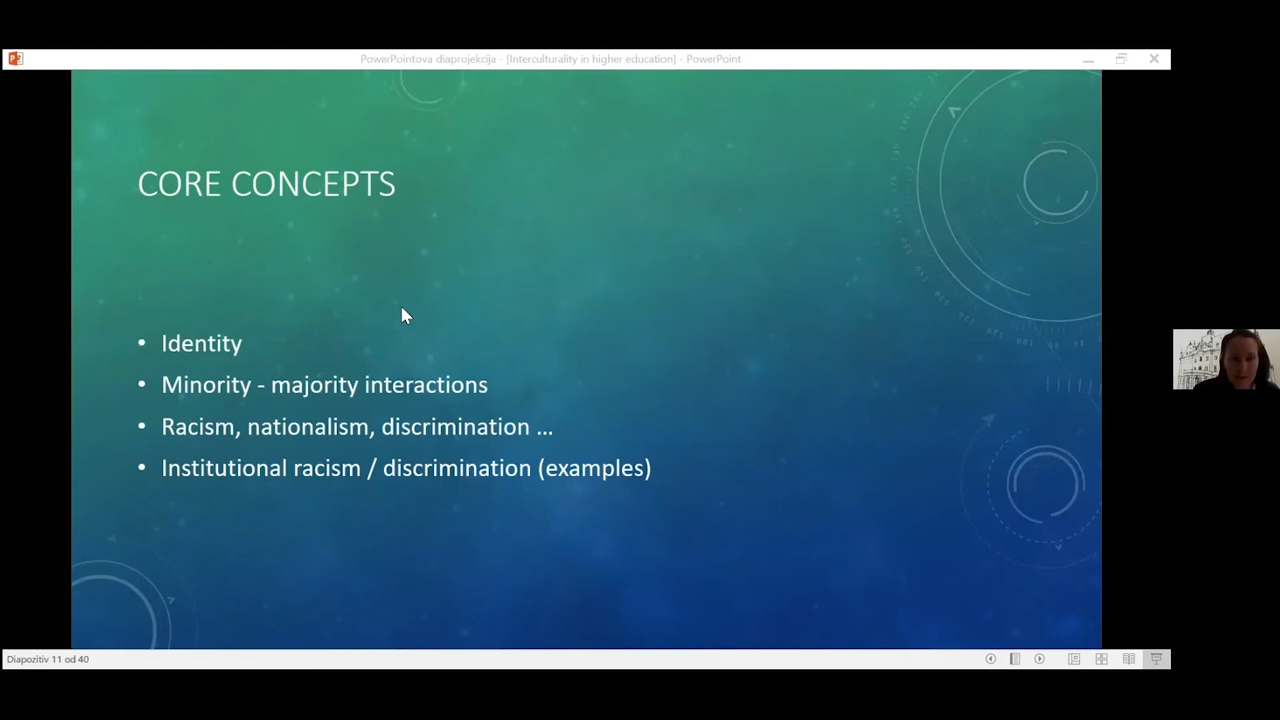 PowerPointova diaprojekcija - [Interculturality in higher education] - PowerPoint
CORE CONCEPTS
• Identity
• Minority - majority interactions
• Racism, nationalism, discrimination ...
• Institutional racism / discrimination (examples)
Diapozitiv 11 od 40